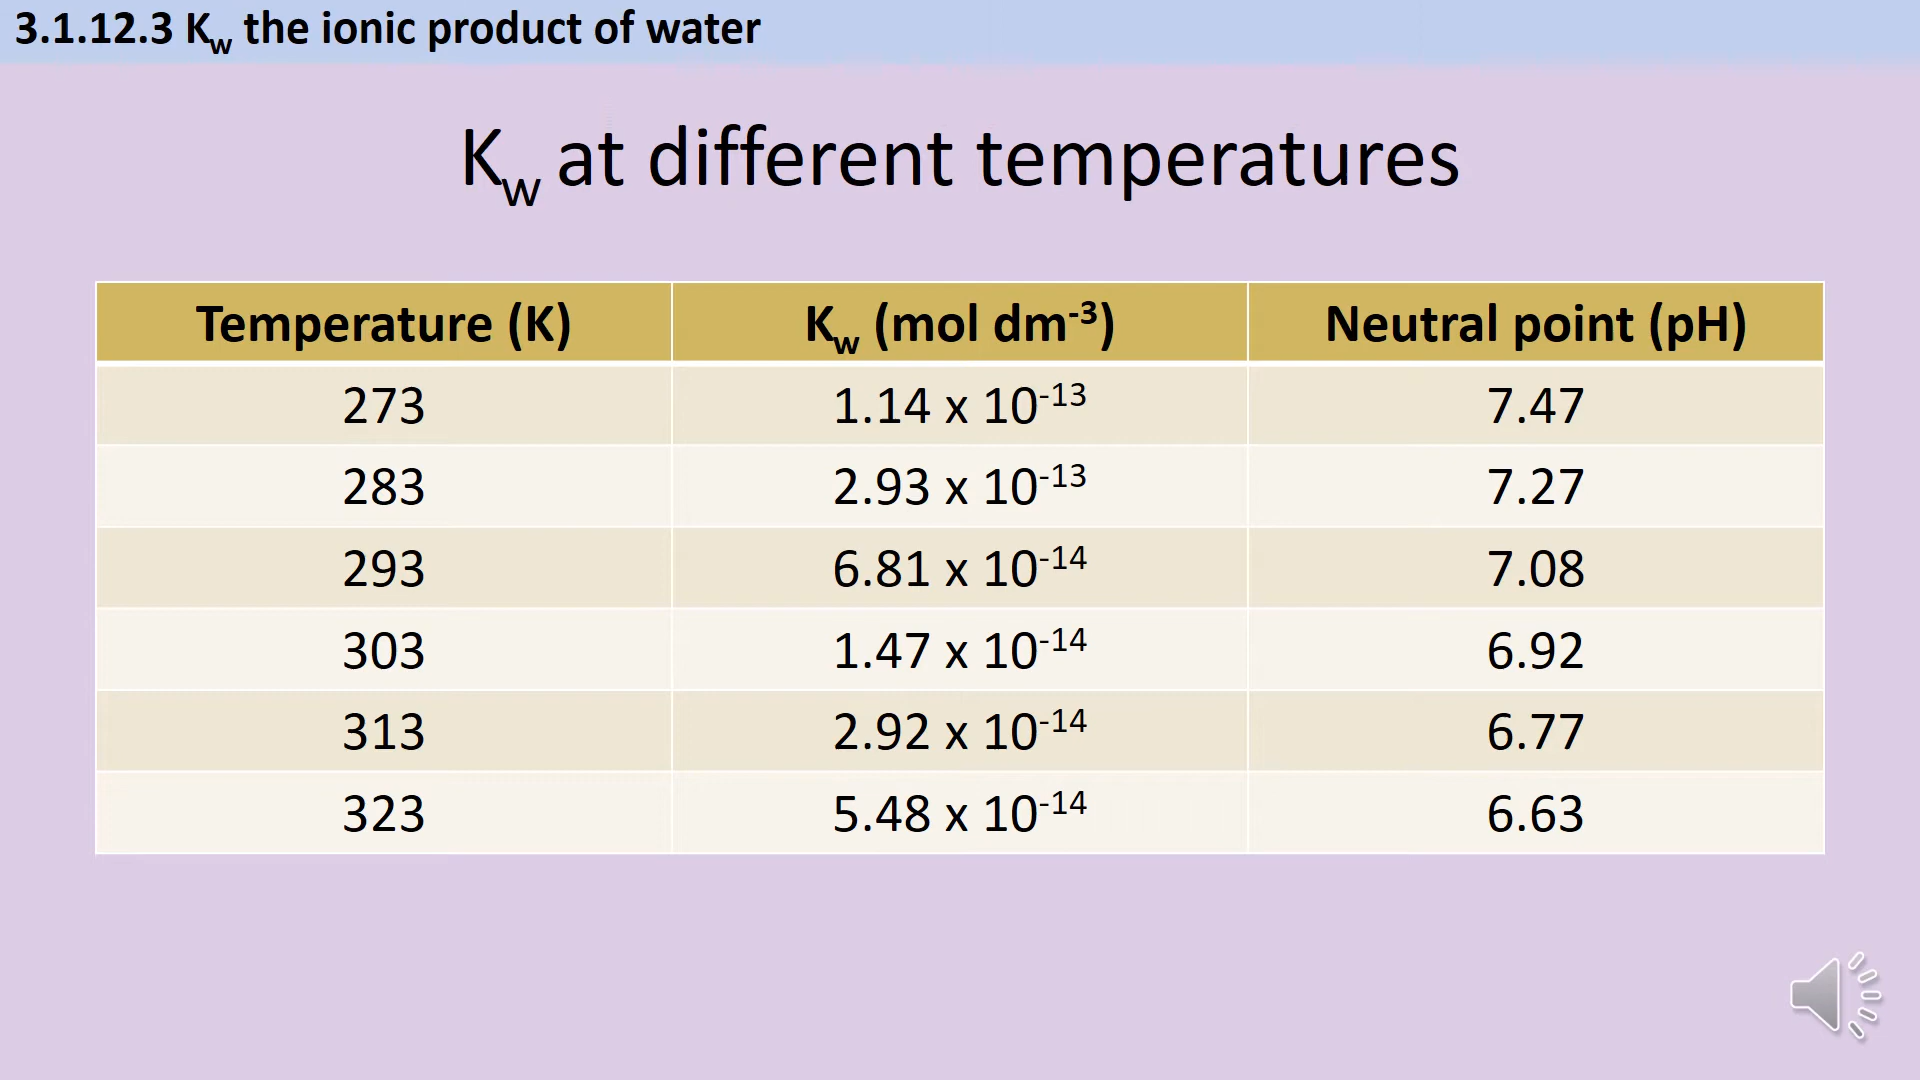 3.1.12.3 Kw the ionic product of water
Kw at different temperatures
Temperature (K) Kw (mol dm⁻³) Neutral point (pH)
273 1.14 x 10⁻¹³ 7.47
283 2.93 x 10⁻¹³ 7.27
293 6.81 x 10⁻¹⁴ 7.08
303 1.47 x 10⁻¹⁴ 6.92
313 2.92 x 10⁻¹⁴ 6.77
323 5.48 x 10⁻¹⁴ 6.63